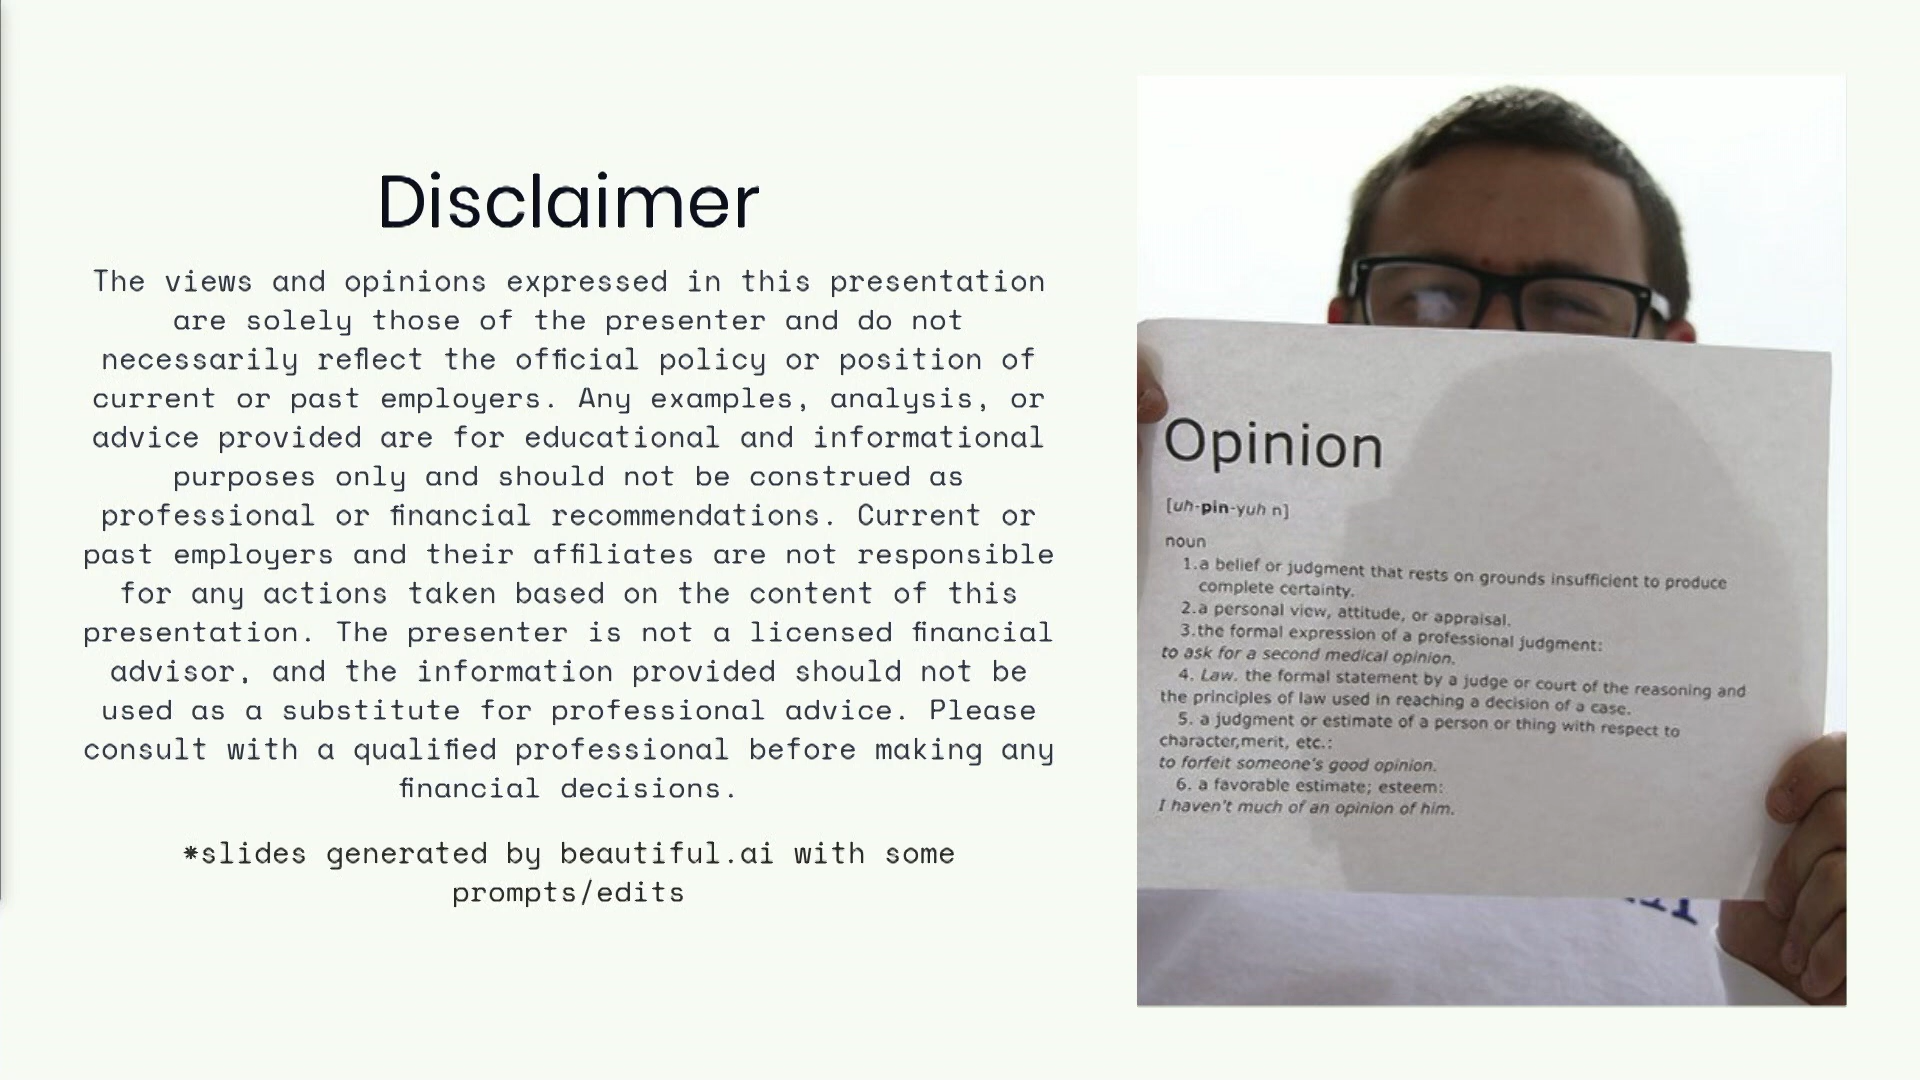 Disclaimer
The views and opinions expressed in this presentation
are solely those of the presenter and do not
necessarily reflect the official policy or position of
current or past employers. Any examples, analysis, or
advice provided are for educational and informational
purposes only and should not be construed as
professional or financial recommendations. Current or
past employers and their affiliates are not responsible
for any actions taken based on the content of this
presentation. The presenter is not a licensed financial
advisor, and the information provided should not be
used as a substitute for professional advice. Please
consult with a qualified professional before making any
financial decisions.
*slides generated by beautiful.ai with some
prompts/edits
Opinion
[uh-pin-yuh n]
noun
1.a belief or judgment that rests on grounds insufficient to produce
complete certainty.
2.a personal view, attitude, or appraisal.
3.the formal expression of a professional judgment:
to ask for a second medical opinion.
4. Law. the formal statement by a judge or court of the reasoning and
the principles of law used in reaching a decision of a case.
5. a judgment or estimate of a person or thing with respect to
character,merit, etc.:
to forfeit someone's good opinion.
6. a favorable estimate; esteem:
I haven't much of an opinion of him.